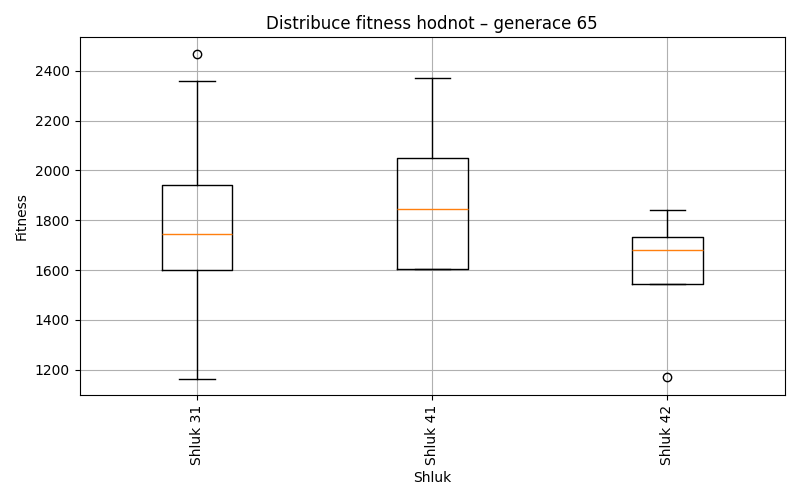 Distribuce fitness hodnot – generace 65
Fitness
2400
2200
2000
1800
1600
1400
1200
Shluk 31
Shluk 41
Shluk 42
Shluk